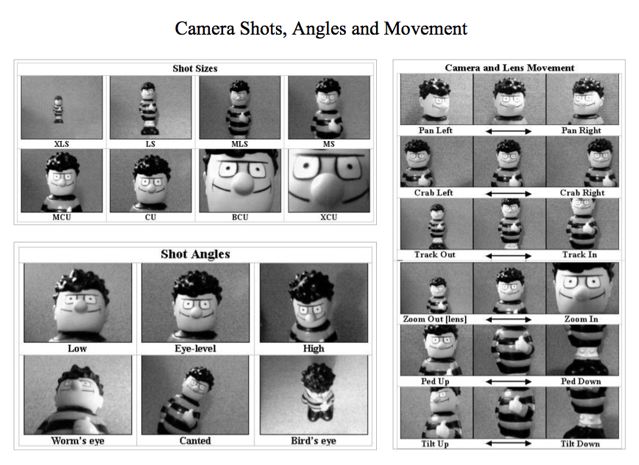 Camera Shots, Angles and Movement
Shot Sizes
XLS LS MLS MS
MCU CU BCU XCU
Shot Angles
Low Eye-level High
Worm's eye Canted Bird's eye
Camera and Lens Movement
Pan Left Pan Right
Crab Left Crab Right
Track Out Track In
Zoom Out [lens] Zoom In
Ped Up Ped Down
Tilt Up Tilt Down